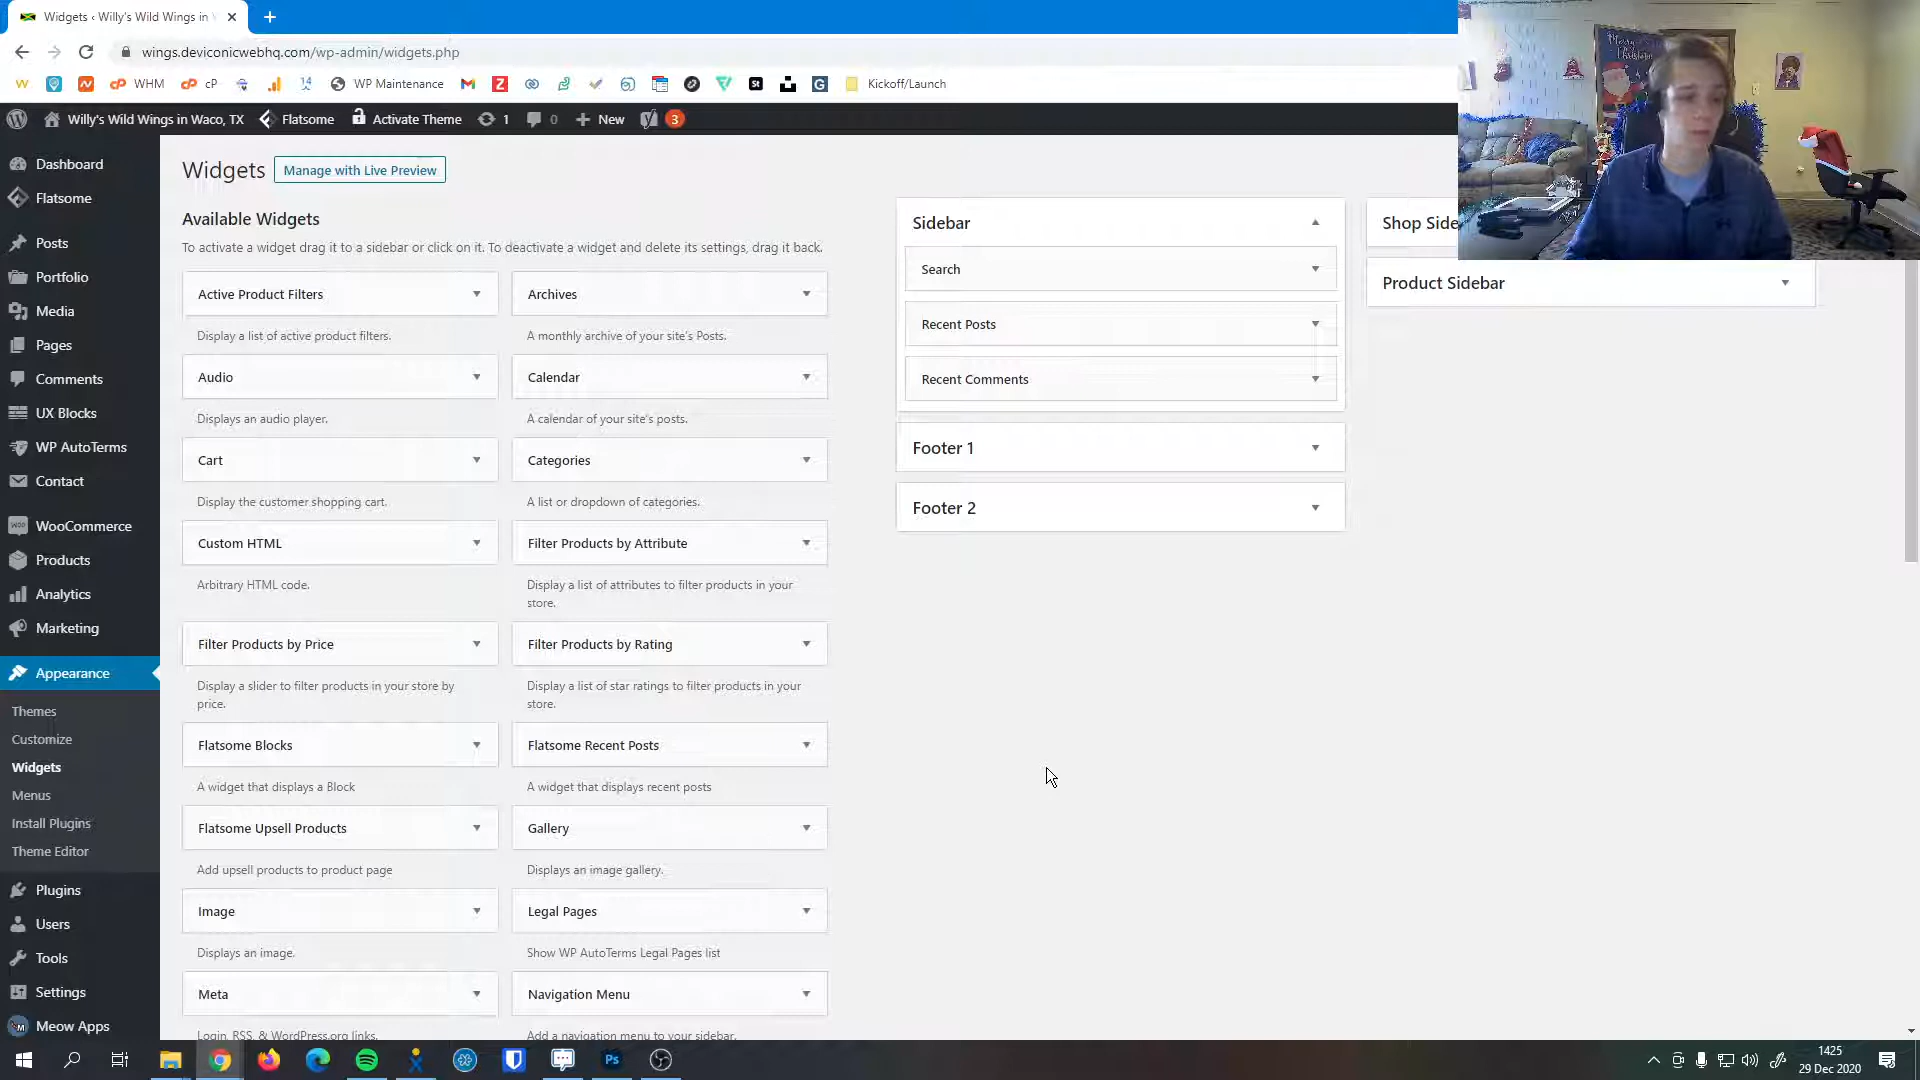 Widgets ‹ Willy's Wild Wings in
wings.deviconicwebhq.com/wp-admin/widgets.php
WHM
cP
WP Maintenance
Kickoff/Launch
Willy's Wild Wings in Waco, TX
Flatsome
Activate Theme
1
0
New
3
Dashboard
Flatsome
Posts
Portfolio
Media
Pages
Comments
UX Blocks
WP AutoTerms
Contact
WooCommerce
Products
Analytics
Marketing
Appearance
Themes
Customize
Widgets
Menus
Install Plugins
Theme Editor
Plugins
Users
Tools
Settings
Meow Apps
Widgets
Manage with Live Preview
Available Widgets
To activate a widget drag it to a sidebar or click on it. To deactivate a widget and delete its settings, drag it back.
Active Product Filters
Display a list of active product filters.
Archives
A monthly archive of your site's Posts.
Audio
Displays an audio player.
Calendar
A calendar of your site's posts.
Cart
Display the customer shopping cart.
Categories
A list or dropdown of categories.
Custom HTML
Arbitrary HTML code.
Filter Products by Attribute
Display a list of attributes to filter products in your
store.
Filter Products by Price
Display a slider to filter products in your store by
price.
Filter Products by Rating
Display a list of star ratings to filter products in your
store.
Flatsome Blocks
A widget that displays a Block
Flatsome Recent Posts
A widget that displays recent posts
Flatsome Upsell Products
Add upsell products to product page
Gallery
Displays an image gallery.
Image
Displays an image.
Legal Pages
Show WP AutoTerms Legal Pages list
Meta
Login, RSS, & WordPress.org links.
Navigation Menu
Add a navigation menu to your sidebar.
Sidebar
Search
Recent Posts
Recent Comments
Footer 1
Footer 2
Shop Side
Product Sidebar
Ps
1425
29 Dec 2020